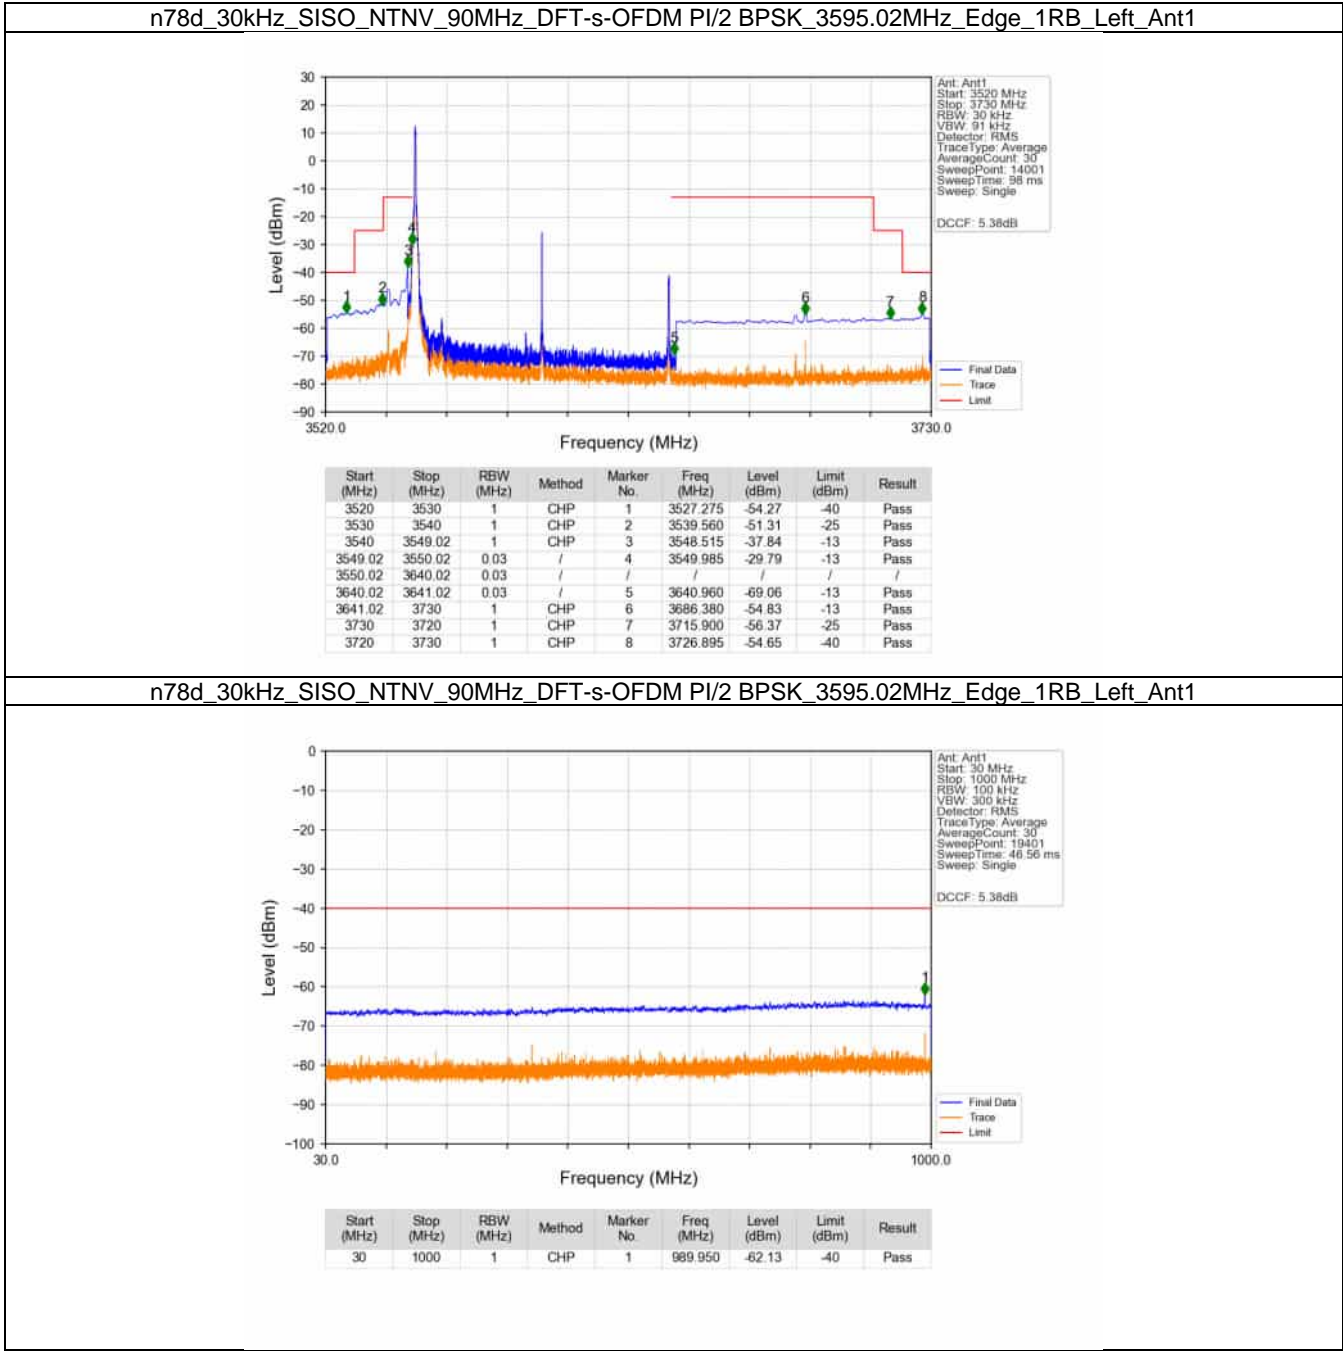 n78d_30kHz_SISO_NTNV_90MHz_DFT-s-OFDM PI/2 BPSK_3595.02MHz_Edge_1RB_Left_Ant1
30
20
10
0
−10
−20
−30
−40
−50
−60
−70
−80
−90
Level (dBm)
3520.0
3730.0
Frequency (MHz)
1
2
3
4
5
6
7
8
Ant: Ant1
Start: 3520 MHz
Stop: 3730 MHz
RBW: 30 kHz
VBW: 91 kHz
Detector: RMS
TraceType: Average
AverageCount: 30
SweepPoint: 14001
SweepTime: 98 ms
Sweep: Single
DCCF: 5.38dB
Final Data
Trace
Limit
Start (MHz) Stop (MHz) RBW (MHz) Method Marker No. Freq (MHz) Level (dBm) Limit (dBm) Result
3520 3530 1 CHP 1 3527.275 -54.27 -40 Pass
3530 3540 1 CHP 2 3539.560 -51.31 -25 Pass
3540 3549.02 1 CHP 3 3548.515 -37.84 -13 Pass
3549.02 3550.02 0.03 / 4 3549.985 -29.79 -13 Pass
3550.02 3640.02 0.03 / / / / / /
3640.02 3641.02 0.03 / 5 3640.960 -69.06 -13 Pass
3641.02 3730 1 CHP 6 3686.380 -54.83 -13 Pass
3730 3720 1 CHP 7 3715.900 -56.37 -25 Pass
3720 3730 1 CHP 8 3726.895 -54.65 -40 Pass
n78d_30kHz_SISO_NTNV_90MHz_DFT-s-OFDM PI/2 BPSK_3595.02MHz_Edge_1RB_Left_Ant1
0
−10
−20
−30
−40
−50
−60
−70
−80
−90
−100
Level (dBm)
30.0
1000.0
Frequency (MHz)
1
Ant: Ant1
Start: 30 MHz
Stop: 1000 MHz
RBW: 100 kHz
VBW: 300 kHz
Detector: RMS
TraceType: Average
AverageCount: 30
SweepPoint: 19401
SweepTime: 46.56 ms
Sweep: Single
DCCF: 5.38dB
Final Data
Trace
Limit
Start (MHz) Stop (MHz) RBW (MHz) Method Marker No. Freq (MHz) Level (dBm) Limit (dBm) Result
30 1000 1 CHP 1 989.950 -62.13 -40 Pass